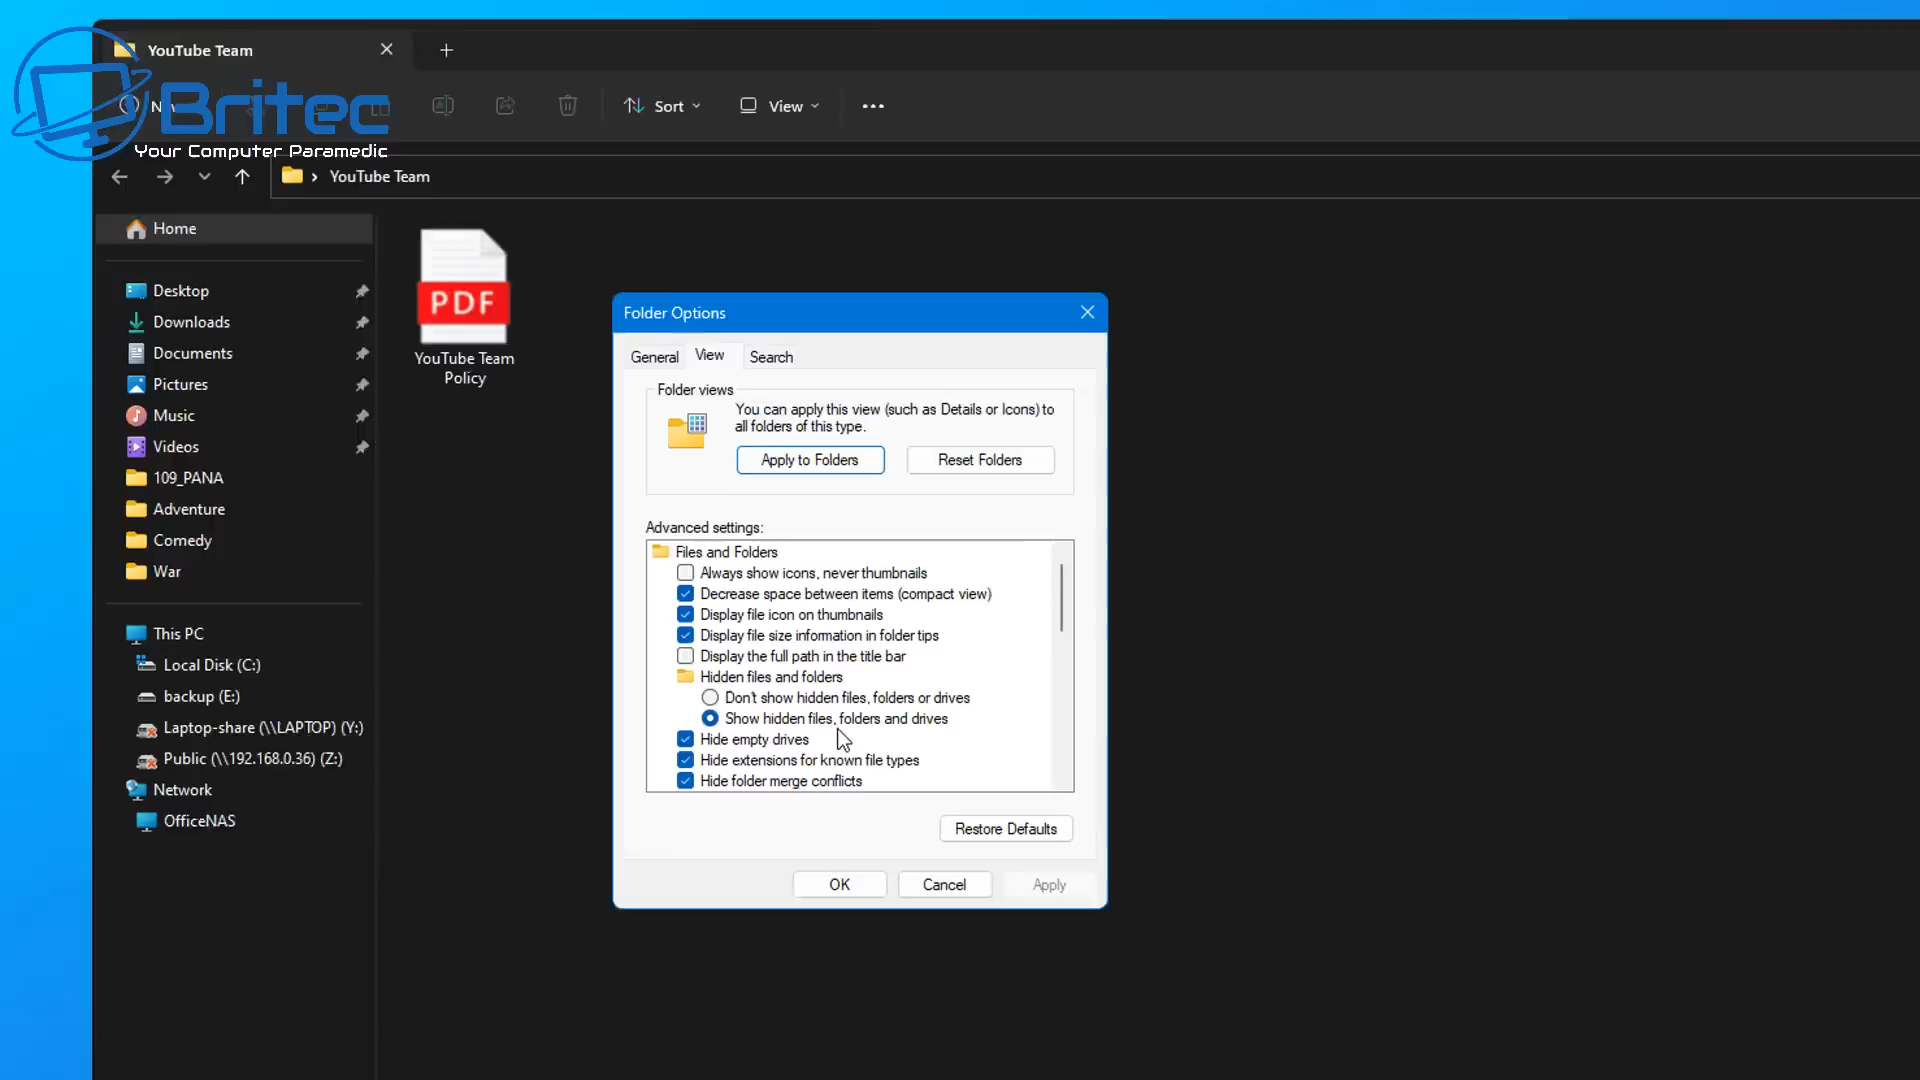 YouTube Team
Britec
Your Computer Paramedic
Sort
View
YouTube Team
Home
Desktop
Downloads
Documents
Pictures
Music
Videos
109_PANA
Adventure
Comedy
War
This PC
Local Disk (C:)
backup (E:)
Laptop-share (\\LAPTOP) (Y:)
Public (\\192.168.0.36) (Z:)
Network
OfficeNAS
PDF
YouTube Team
Policy
Folder Options
General
View
Search
Folder views
You can apply this view (such as Details or Icons) to
all folders of this type.
Apply to Folders
Reset Folders
Advanced settings:
Files and Folders
Always show icons, never thumbnails
Decrease space between items (compact view)
Display file icon on thumbnails
Display file size information in folder tips
Display the full path in the title bar
Hidden files and folders
Don't show hidden files, folders or drives
Show hidden files, folders and drives
Hide empty drives
Hide extensions for known file types
Hide folder merge conflicts
Restore Defaults
OK
Cancel
Apply